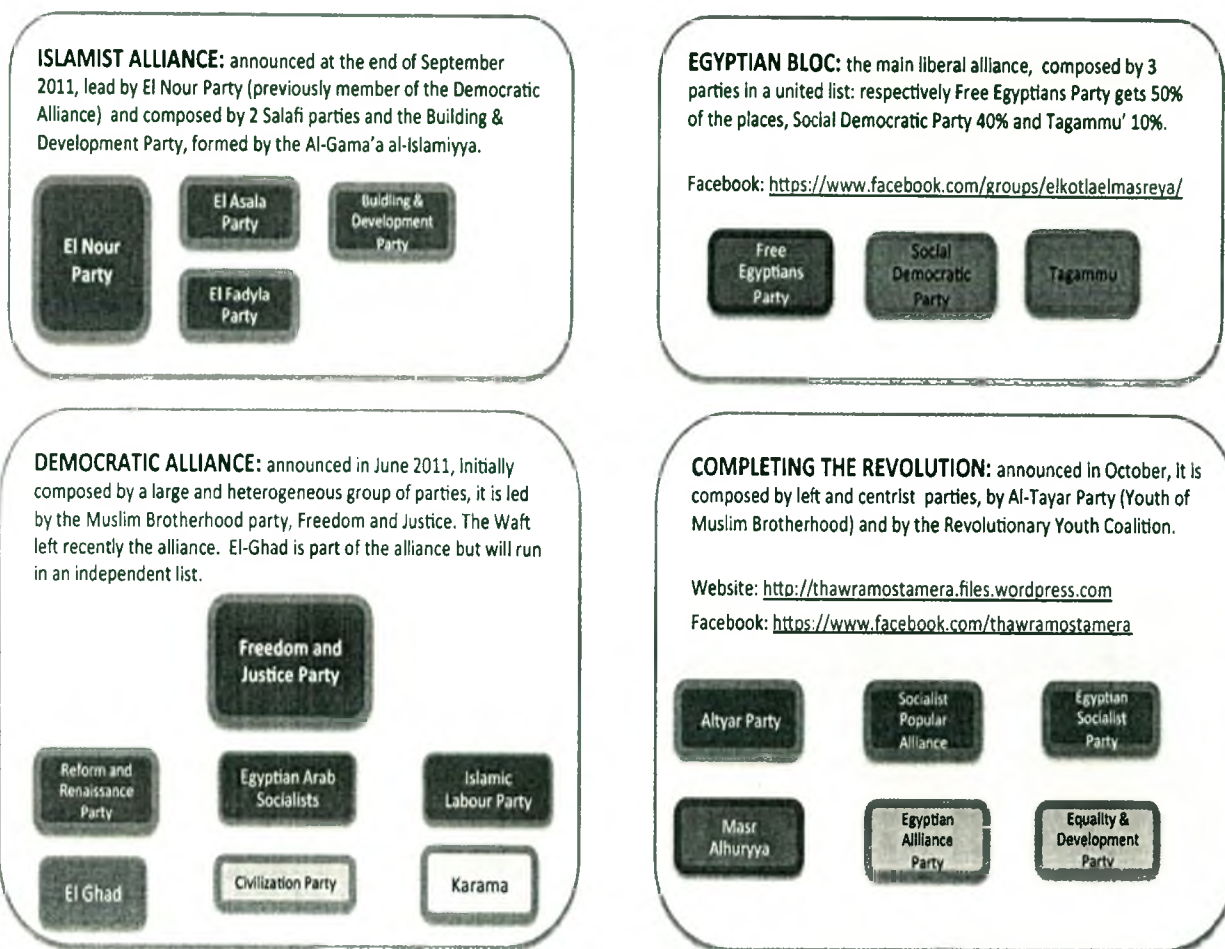 ISLAMIST ALLIANCE: announced at the end of September
2011, lead by El Nour Party (previously member of the Democratic
Alliance) and composed by 2 Salafi parties and the Building &
Development Party, formed by the Al-Gama'a al-Islamiyya.
El Nour
Party
El Asala
Party
El Fadyla
Party
Buidling &
Development
Party
EGYPTIAN BLOC: the main liberal alliance, composed by 3
parties in a united list: respectively Free Egyptians Party gets 50%
of the places, Social Democratic Party 40% and Tagammu' 10%.
Facebook: https://www.facebook.com/groups/elkotlaelmasreya/
Free
Egyptians
Party
Social
Democratic
Party
Tagammu
DEMOCRATIC ALLIANCE: announced in June 2011, initially
composed by a large and heterogeneous group of parties, it is led
by the Muslim Brotherhood party, Freedom and Justice. The Waft
left recently the alliance. El-Ghad is part of the alliance but will run
in an independent list.
Freedom and
Justice Party
Reform and
Renaissance
Party
Egyptian Arab
Socialists
Islamic
Labour Party
El Ghad
Civilization Party
Karama
COMPLETING THE REVOLUTION: announced in October, it is
composed by left and centrist parties, by Al-Tayar Party (Youth of
Muslim Brotherhood) and by the Revolutionary Youth Coalition.
Website: http://thawramostamera.files.wordpress.com
Facebook: https://www.facebook.com/thawramostamera
Altyar Party
Socialist
Popular
Alliance
Egyptian
Socialist
Party
Masr
Alhuryya
Egyptian
Allliance
Party
Equality &
Development
Party